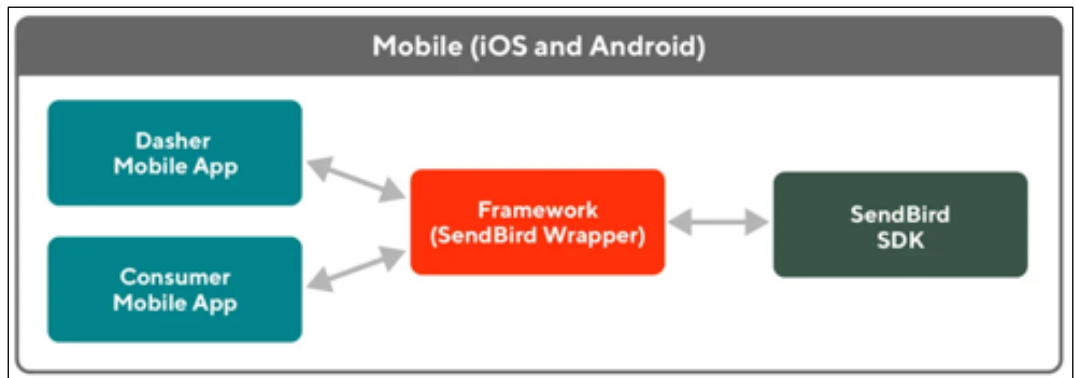 Mobile (iOS and Android)
Dasher
Mobile App
Framework
(SendBird Wrapper)
SendBird
SDK
Consumer
Mobile App